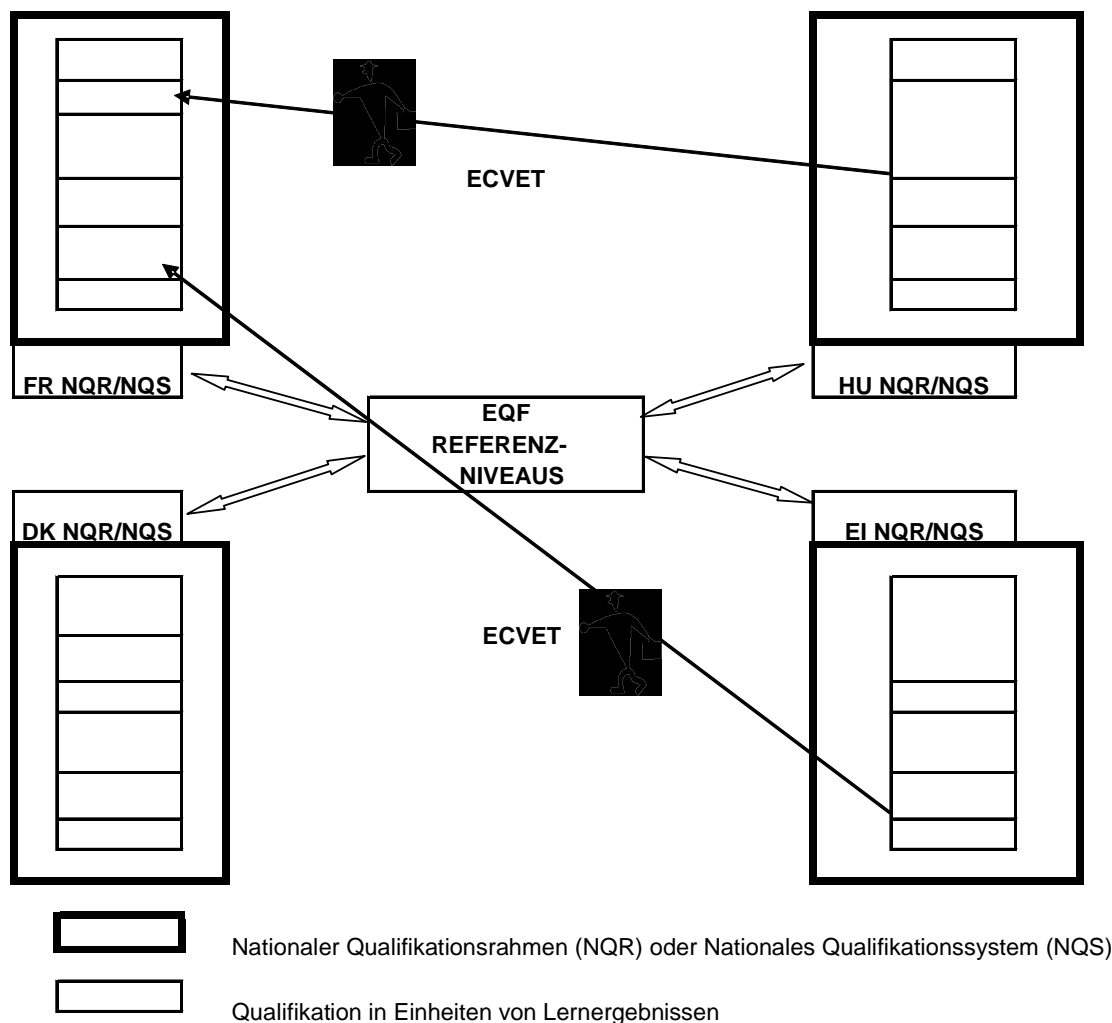 ECVET
FR NQR/NQS
HU NQR/NQS
EQF
REFERENZ-
NIVEAUS
DK NQR/NQS
EI NQR/NQS
ECVET
Nationaler Qualifikationsrahmen (NQR) oder Nationales Qualifikationssystem (NQS)
Qualifikation in Einheiten von Lernergebnissen